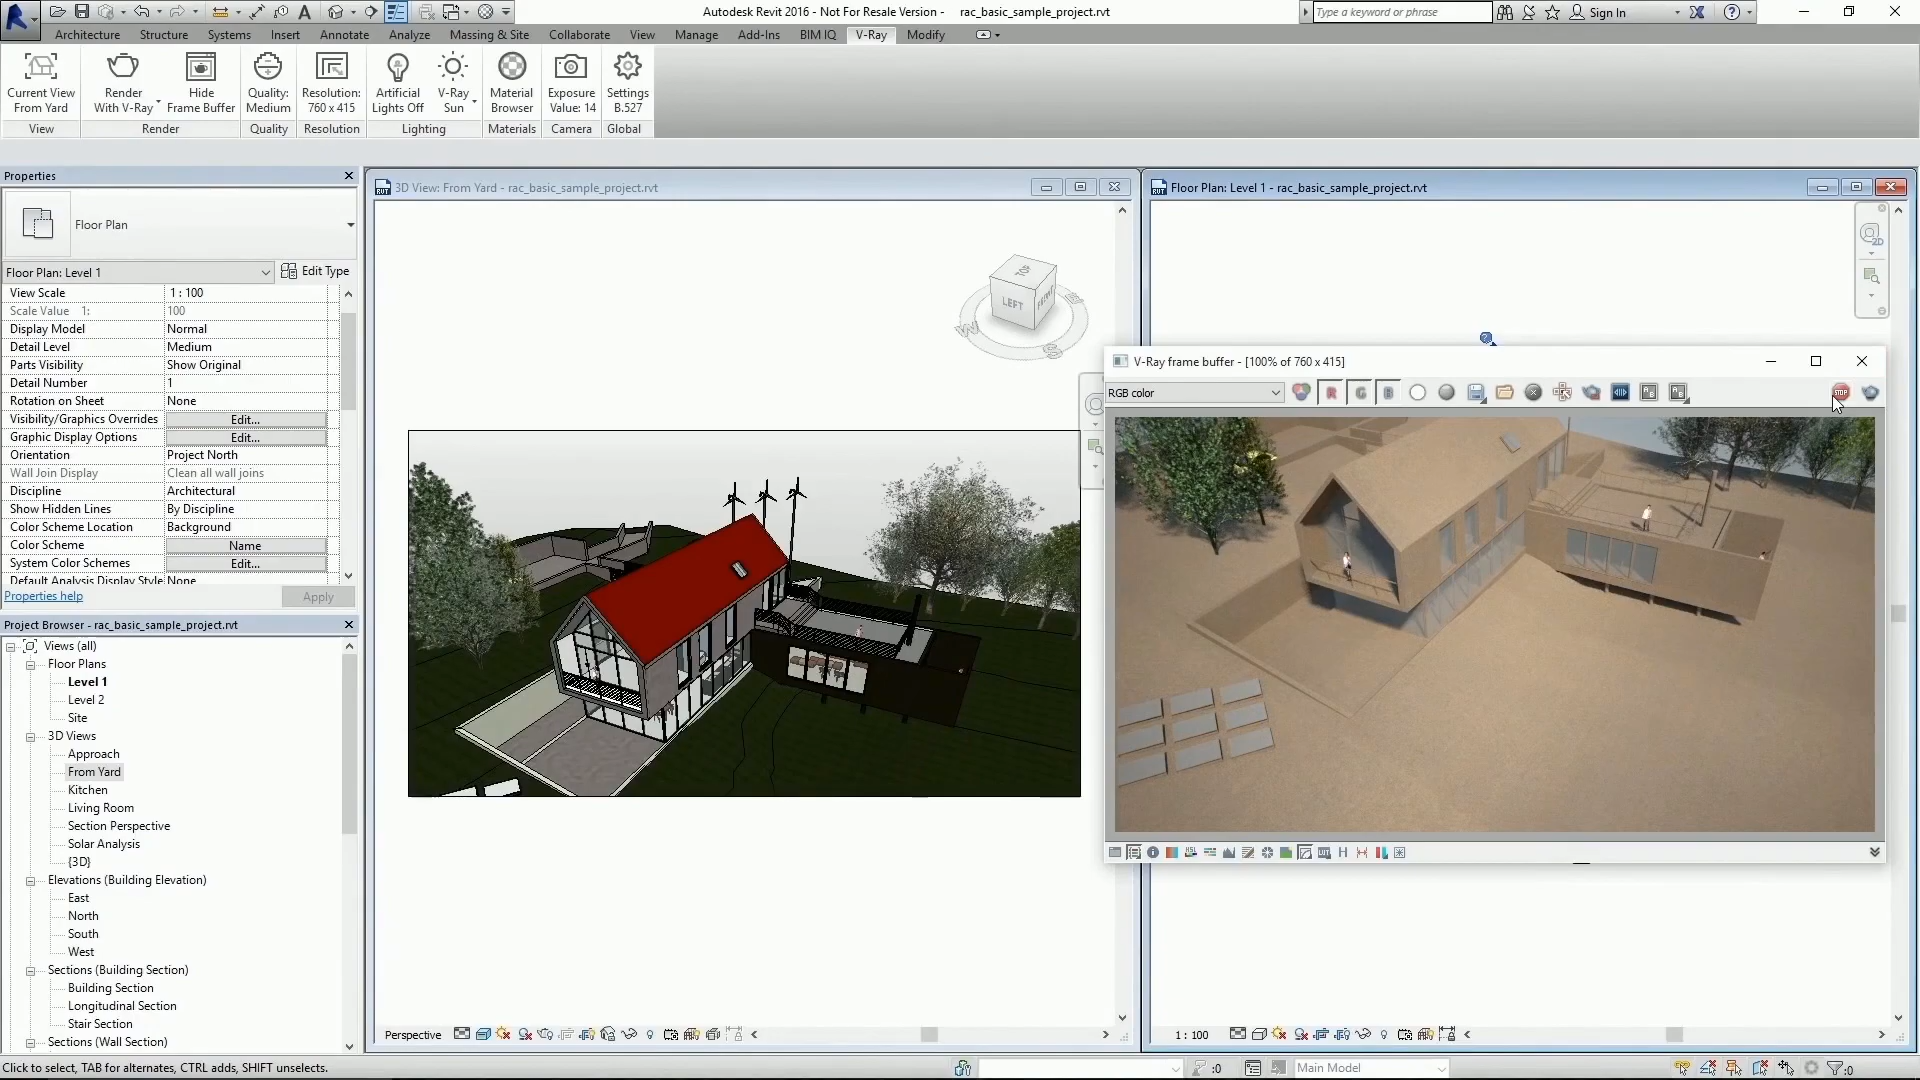 Autodesk Revit 2016 - Not For Resale Version - rac_basic_sample_project.rvt
Type a keyword or phrase
Sign In
Architecture Structure Systems Insert Annotate Analyze Massing & Site Collaborate View Manage Add-Ins BIM IQ V-Ray Modify
Current View From Yard
Render With V-Ray
Hide Frame Buffer
Quality: Medium
Resolution: 760 x 415
Artificial Lights Off
V-Ray Sun
Material Browser
Exposure Value: 14
Settings B.527
View Render Quality Resolution Lighting Materials Camera Global
Properties
Floor Plan
Floor Plan: Level 1
Edit Type
View Scale 1 : 100
Scale Value 1: 100
Display Model Normal
Detail Level Medium
Parts Visibility Show Original
Detail Number 1
Rotation on Sheet None
Visibility/Graphics Overrides Edit...
Graphic Display Options Edit...
Orientation Project North
Wall Join Display Clean all wall joins
Discipline Architectural
Show Hidden Lines By Discipline
Color Scheme Location Background
Color Scheme Name
System Color Schemes Edit...
Default Analysis Display Style None
Properties help
Apply
Project Browser - rac_basic_sample_project.rvt
Views (all)
Floor Plans
Level 1
Level 2
Site
3D Views
Approach
From Yard
Kitchen
Living Room
Section Perspective
Solar Analysis
{3D}
Elevations (Building Elevation)
East
North
South
West
Sections (Building Section)
Building Section
Longitudinal Section
Stair Section
Sections (Wall Section)
3D View: From Yard - rac_basic_sample_project.rvt
TOP
LEFT
FRONT
W
S
E
Perspective
Floor Plan: Level 1 - rac_basic_sample_project.rvt
2D
V-Ray frame buffer - [100% of 760 x 415]
RGB color
R G B
STOP
1 : 100
Click to select, TAB for alternates, CTRL adds, SHIFT unselects.
:0
Main Model
:0